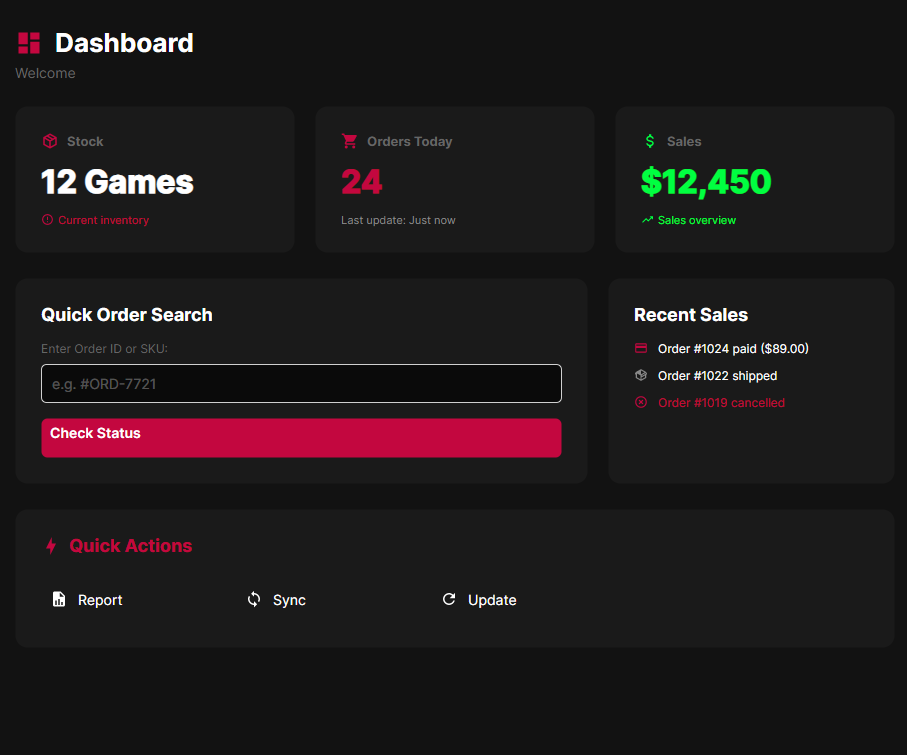 Dashboard
Welcome
Stock
12 Games
Current inventory
Orders Today
24
Last update: Just now
Sales
$12,450
Sales overview
Quick Order Search
Enter Order ID or SKU:
e.g. #ORD-7721
Check Status
Recent Sales
Order #1024 paid ($89.00)
Order #1022 shipped
Order #1019 cancelled
Quick Actions
Report
Sync
Update